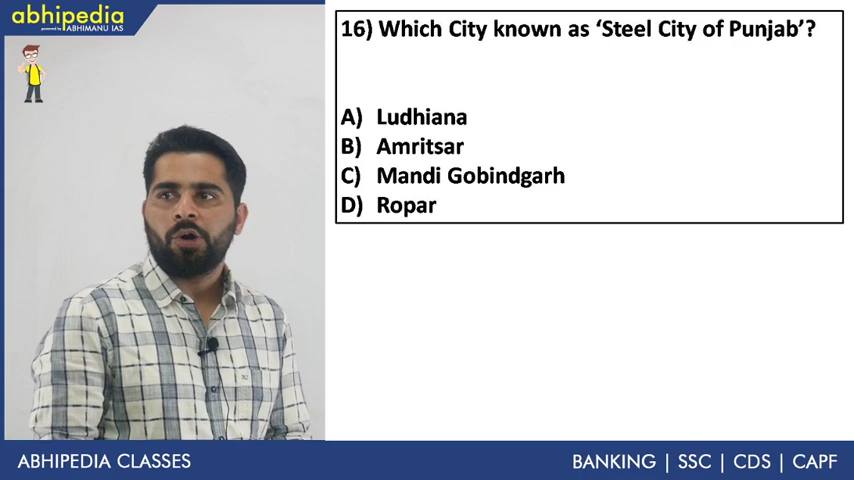 abhipedia
powered by ABHIMANU IAS
16) Which City known as ‘Steel City of Punjab’?
A) Ludhiana
B) Amritsar
C) Mandi Gobindgarh
D) Ropar
ABHIPEDIA CLASSES
BANKING | SSC | CDS | CAPF